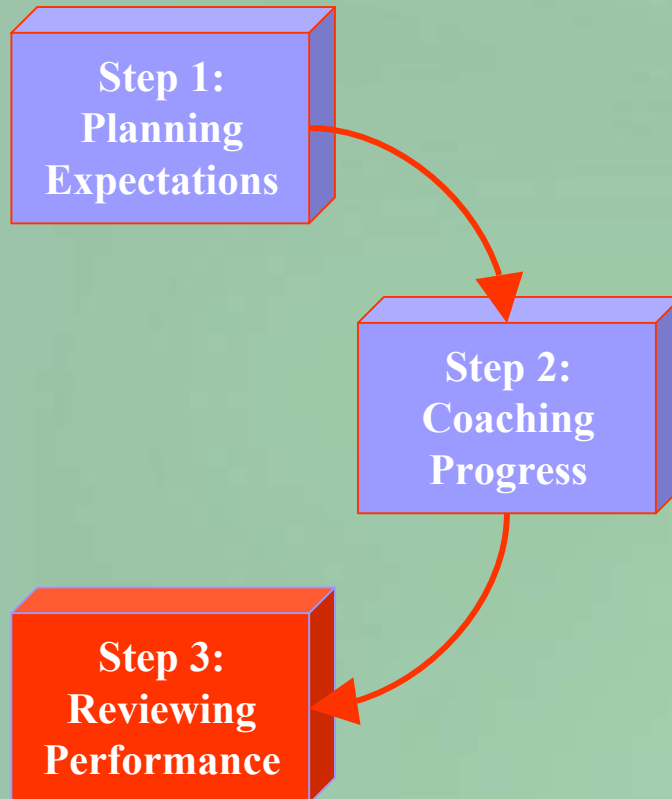 Step 1:
Planning
Expectations
Step 2:
Coaching
Progress
Step 3:
Reviewing
Performance